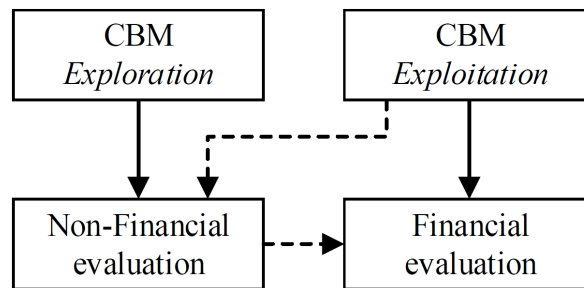 CBM
Exploration
CBM
Exploitation
Non-Financial
evaluation
Financial
evaluation